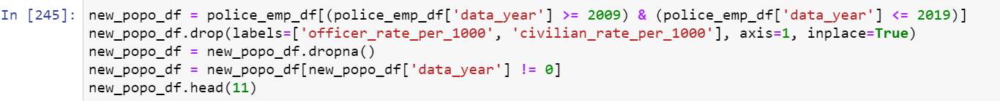 In [245]: new_popo_df = police_emp_df[(police_emp_df['data_year'] >= 2009) & (police_emp_df['data_year'] <= 2019)]
new_popo_df.drop(labels=['officer_rate_per_1000', 'civilian_rate_per_1000'], axis=1, inplace=True)
new_popo_df = new_popo_df.dropna()
new_popo_df = new_popo_df[new_popo_df['data_year'] != 0]
new_popo_df.head(11)